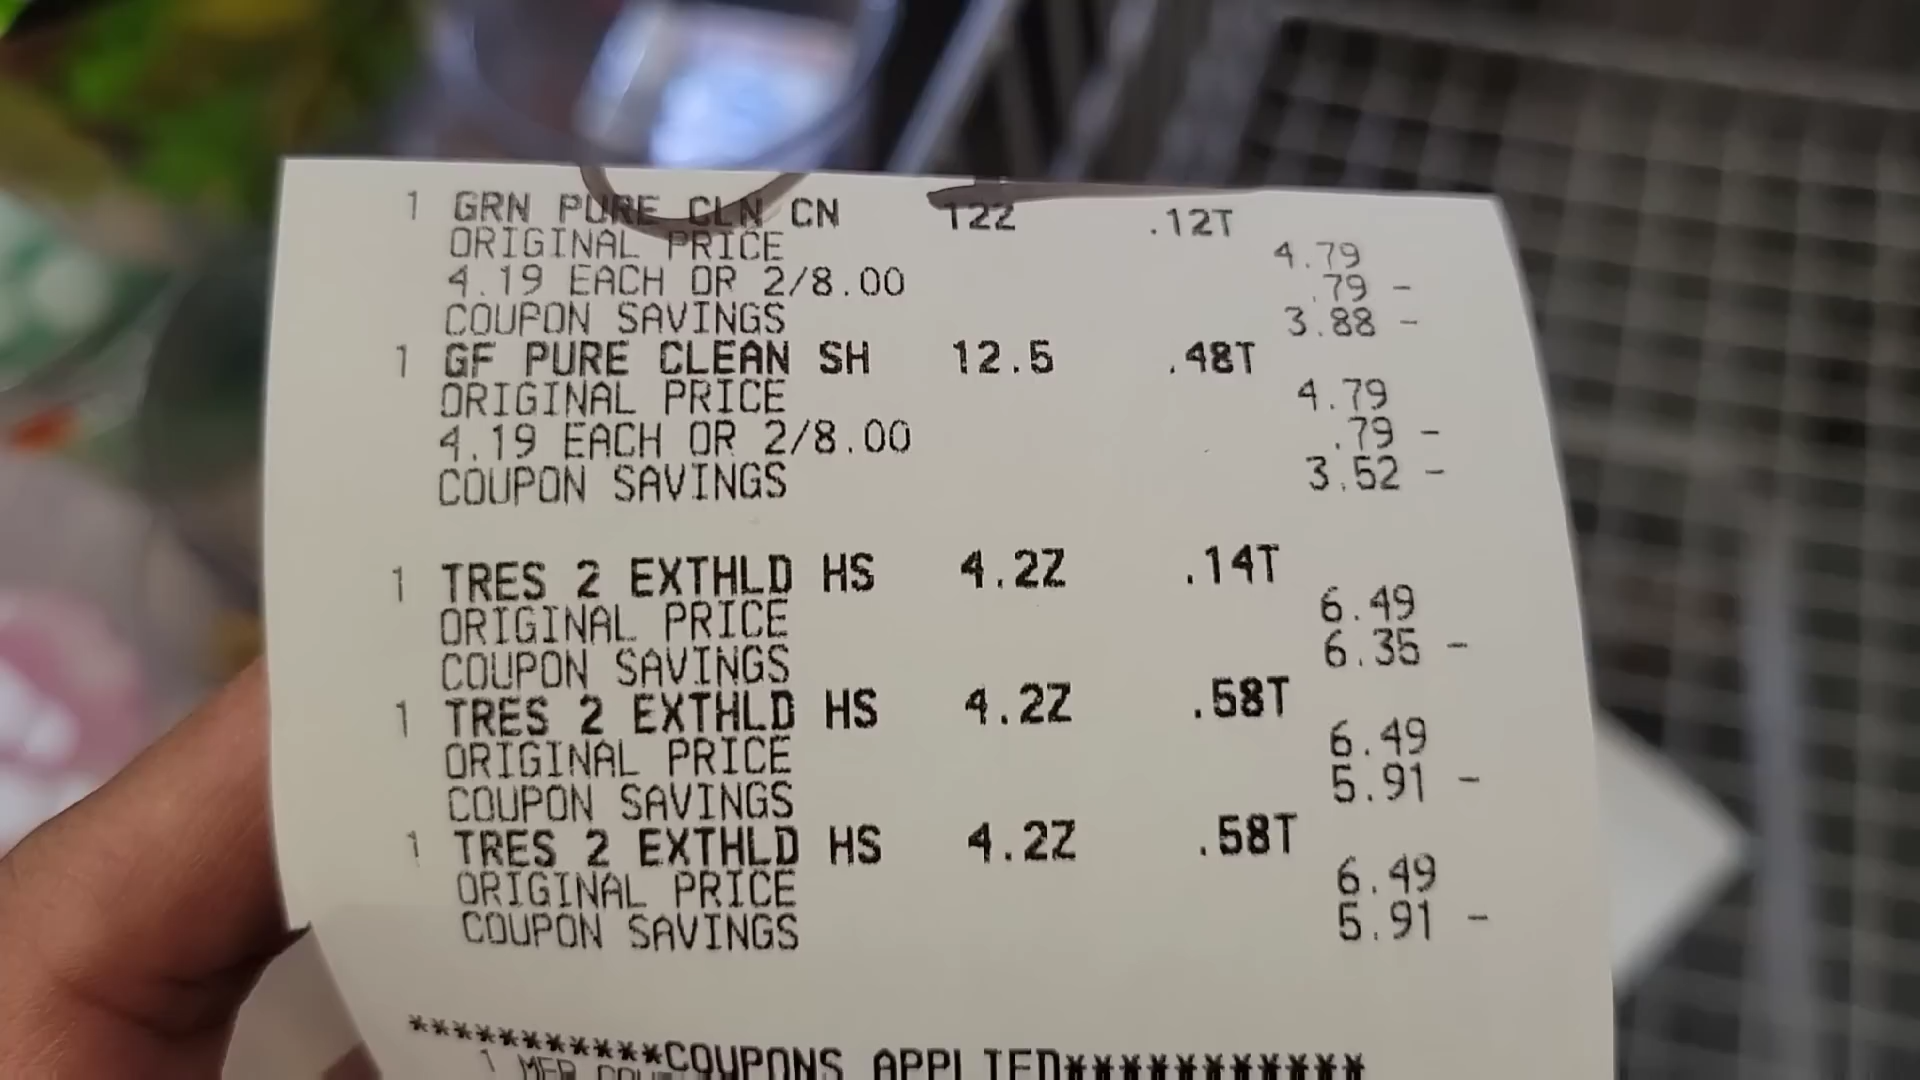 1 GRN PURE CLN CN 12Z .12T
ORIGINAL PRICE 4.79
4.19 EACH OR 2/8.00 .79 -
COUPON SAVINGS 3.88 -
1 GF PURE CLEAN SH 12.5 .48T
ORIGINAL PRICE 4.79
4.19 EACH OR 2/8.00 .79 -
COUPON SAVINGS 3.52 -
1 TRES 2 EXTHLD HS 4.2Z .14T
ORIGINAL PRICE 6.49
COUPON SAVINGS 6.35 -
1 TRES 2 EXTHLD HS 4.2Z .58T
ORIGINAL PRICE 6.49
COUPON SAVINGS 5.91 -
1 TRES 2 EXTHLD HS 4.2Z .58T
ORIGINAL PRICE 6.49
COUPON SAVINGS 5.91 -
***********COUPONS APPLIED***********
1